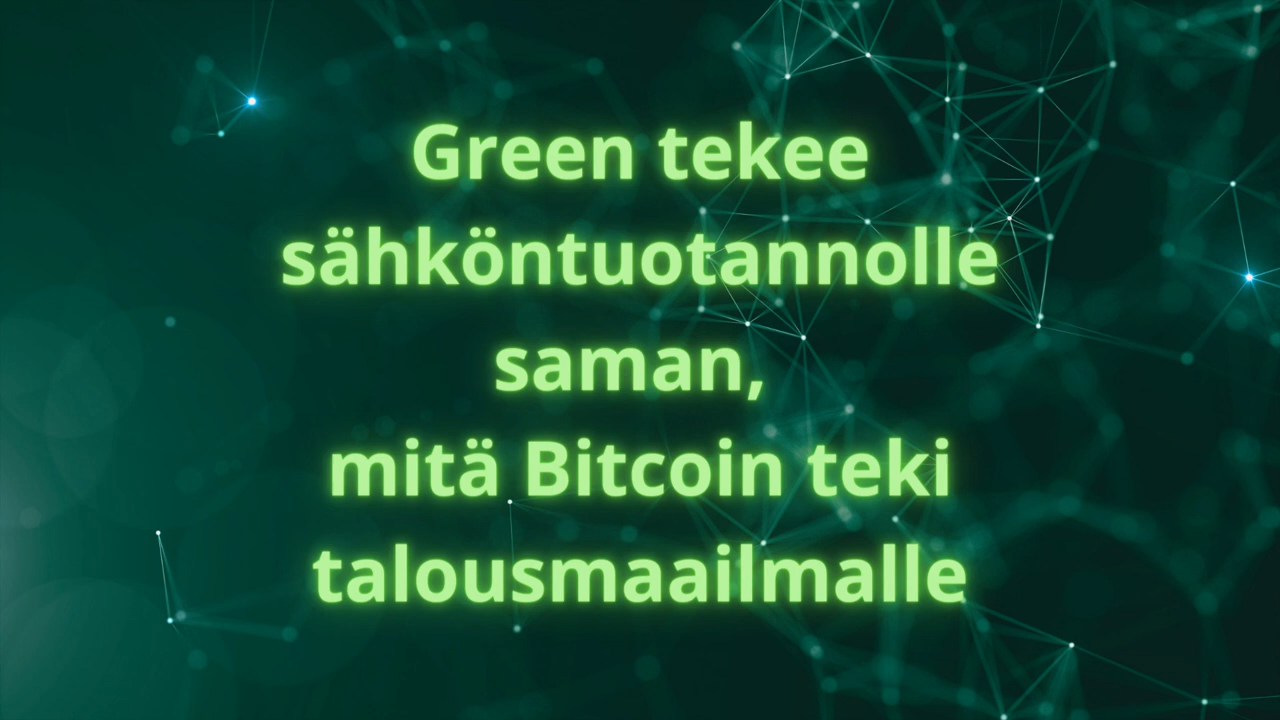 Green tekee
sähköntuotannolle
saman,
mitä Bitcoin teki
talousmaailmalle